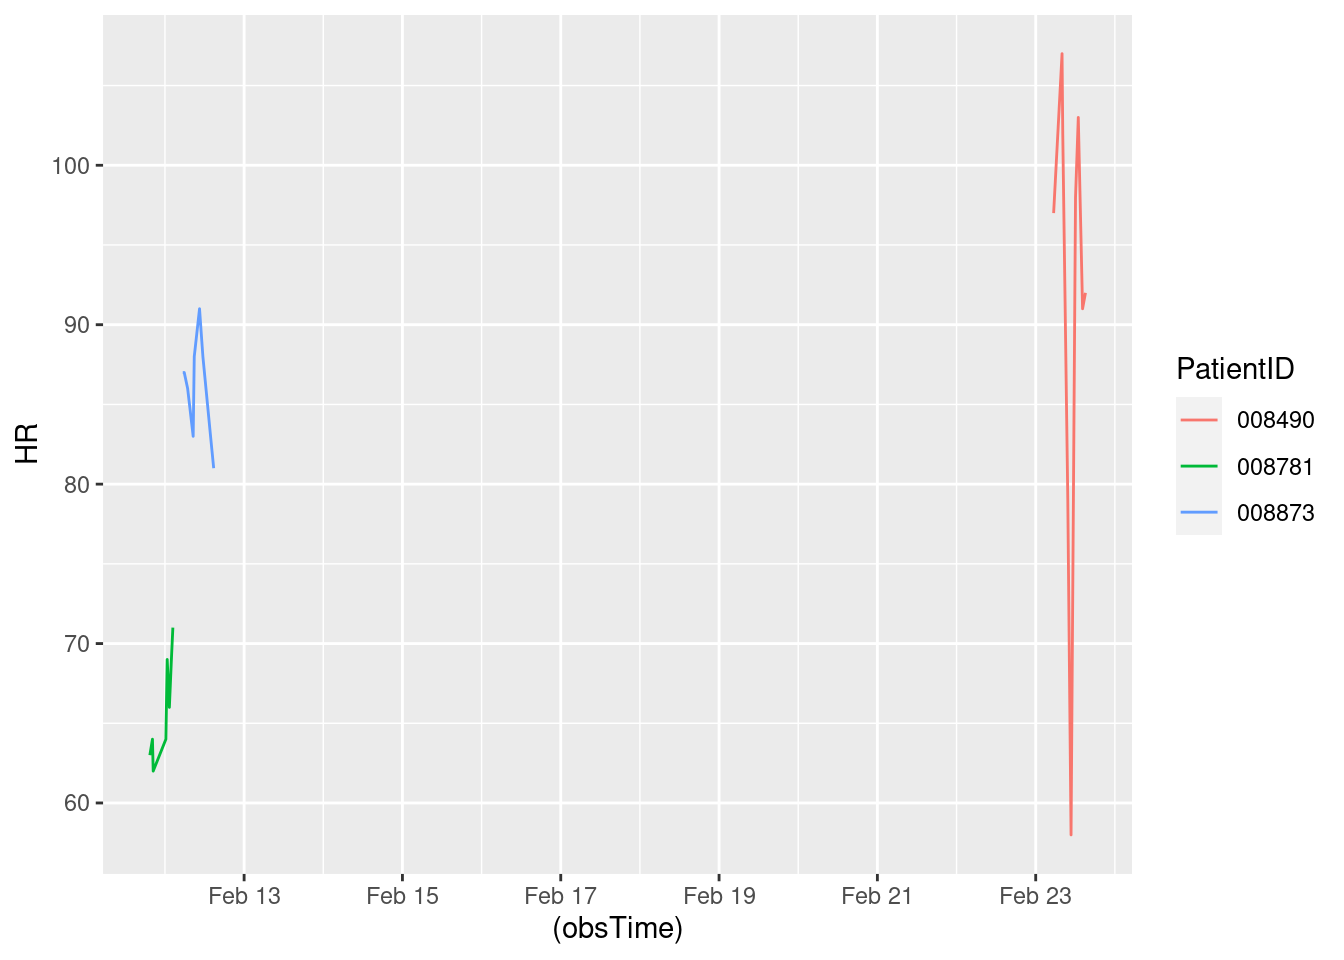 100
90
80
70
60
HR
Feb 13
Feb 15
Feb 17
Feb 19
Feb 21
Feb 23
(obsTime)
PatientID
008490
008781
008873